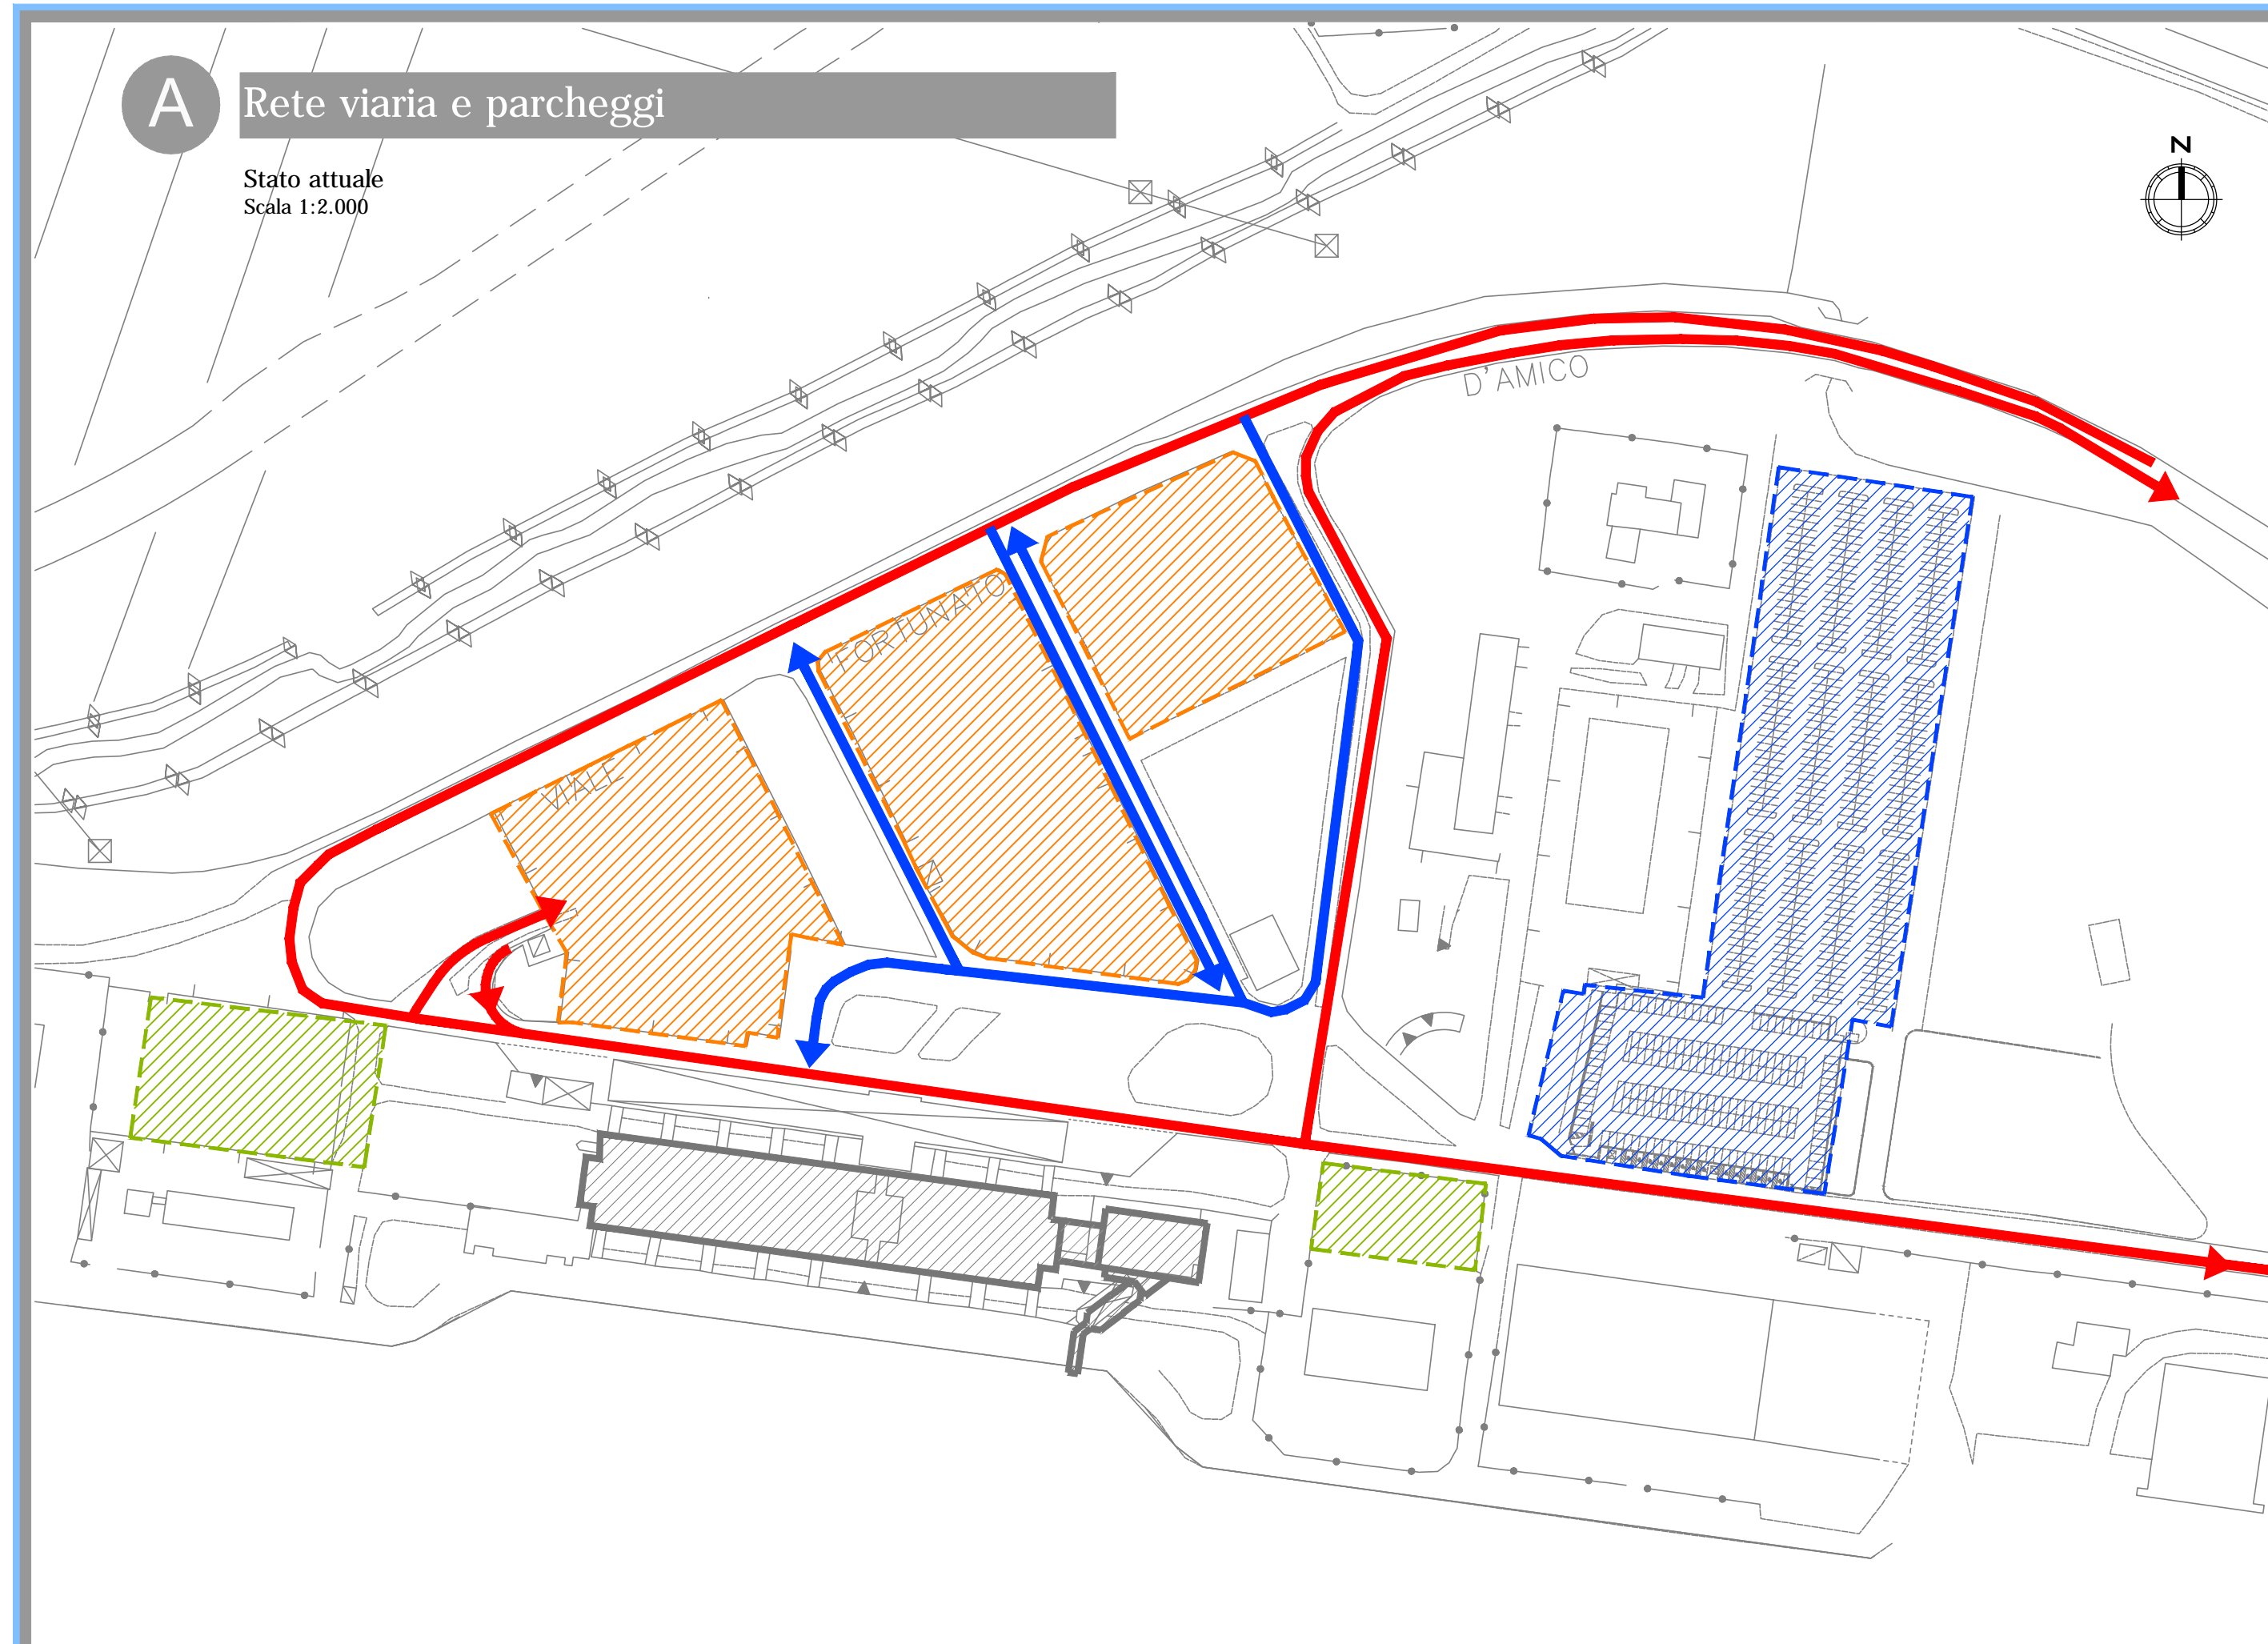 A
Rete viaria e parcheggi
Stato attuale
Scala 1:2.000
N
D'AMICO
FORTUNATO
VIALE